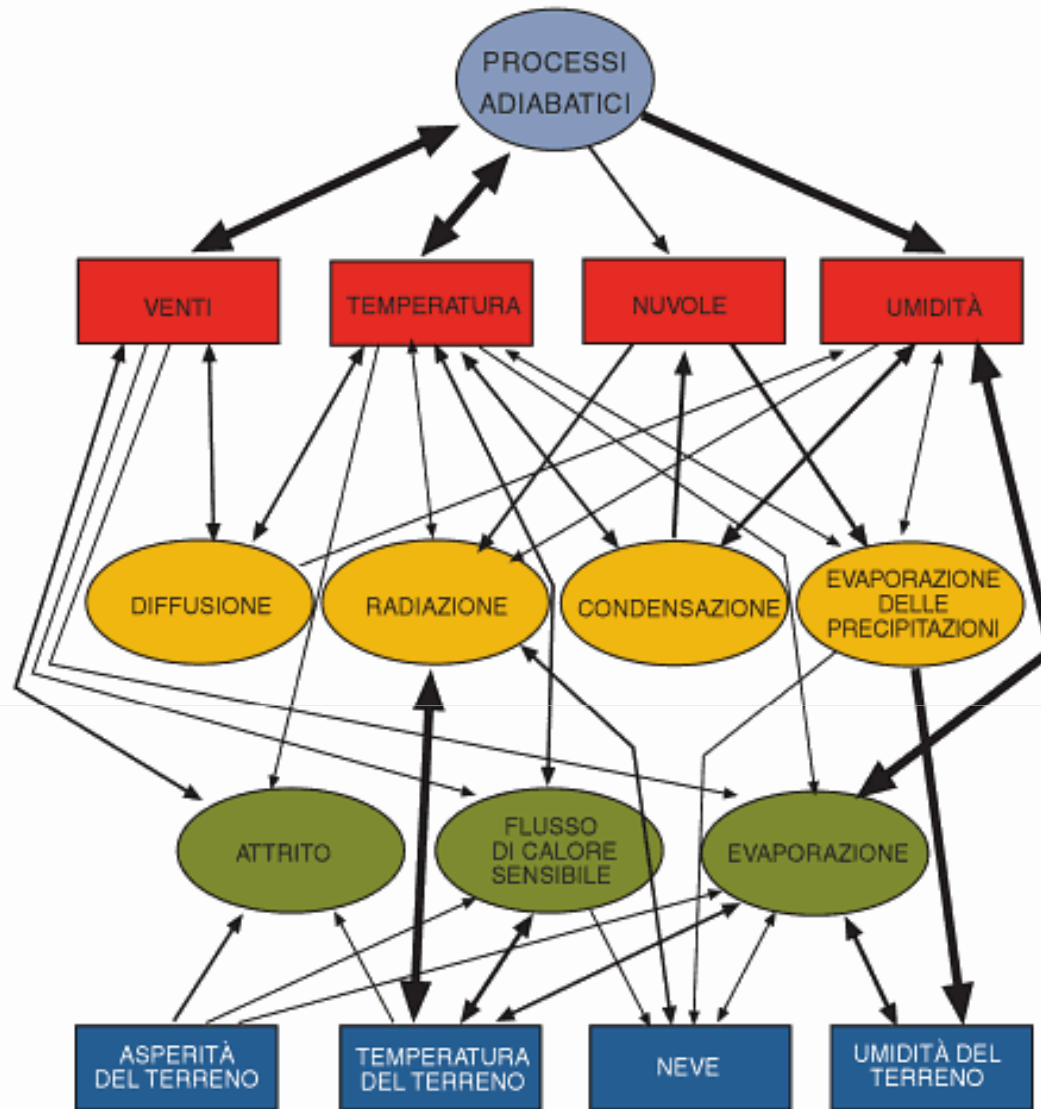 PROCESSI
ADIABATICI
VENTI
TEMPERATURA
NUVOLE
UMIDITÀ
DIFFUSIONE
RADIAZIONE
CONDENSAZIONE
EVAPORAZIONE
DELLE
PRECIPITAZIONI
ATTRITO
FLUSSO
DI CALORE
SENSIBILE
EVAPORAZIONE
ASPERITÀ
DEL TERRENO
TEMPERATURA
DEL TERRENO
NEVE
UMIDITÀ DEL
TERRENO